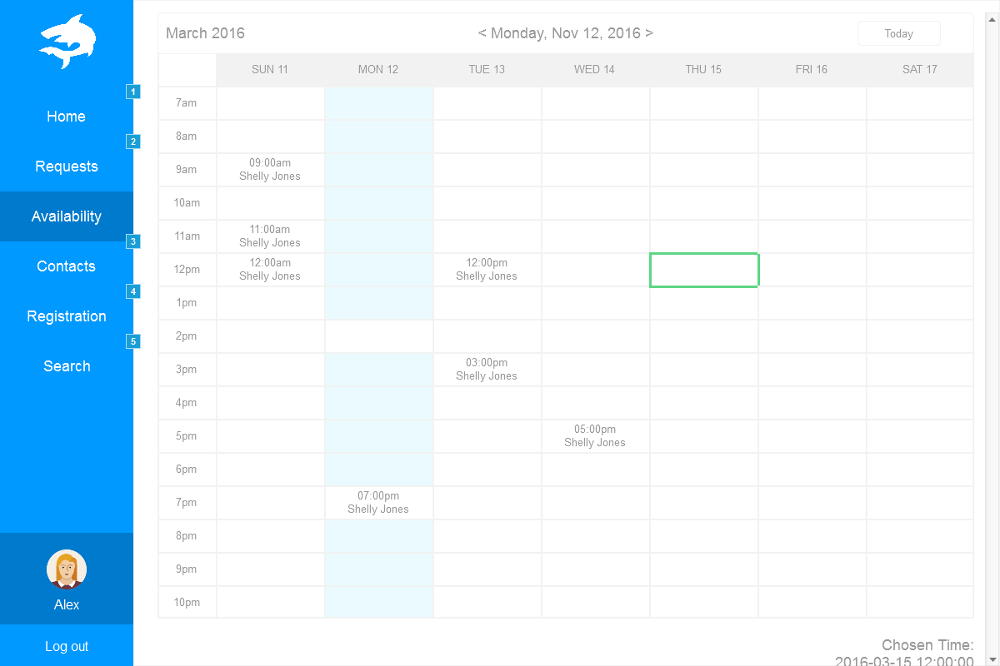 1
Home
2
Requests
Availability
3
Contacts
4
Registration
5
Search
Alex
Log out
March 2016
< Monday, Nov 12, 2016 >
Today
SUN 11 MON 12 TUE 13 WED 14 THU 15 FRI 16 SAT 17
7am
8am
9am
09:00am
Shelly Jones
10am
11am
11:00am
Shelly Jones
12pm
12:00am
Shelly Jones
12:00pm
Shelly Jones
1pm
2pm
3pm
03:00pm
Shelly Jones
4pm
5pm
05:00pm
Shelly Jones
6pm
7pm
07:00pm
Shelly Jones
8pm
9pm
10pm
Chosen Time:
2016-03-15 12:00:00